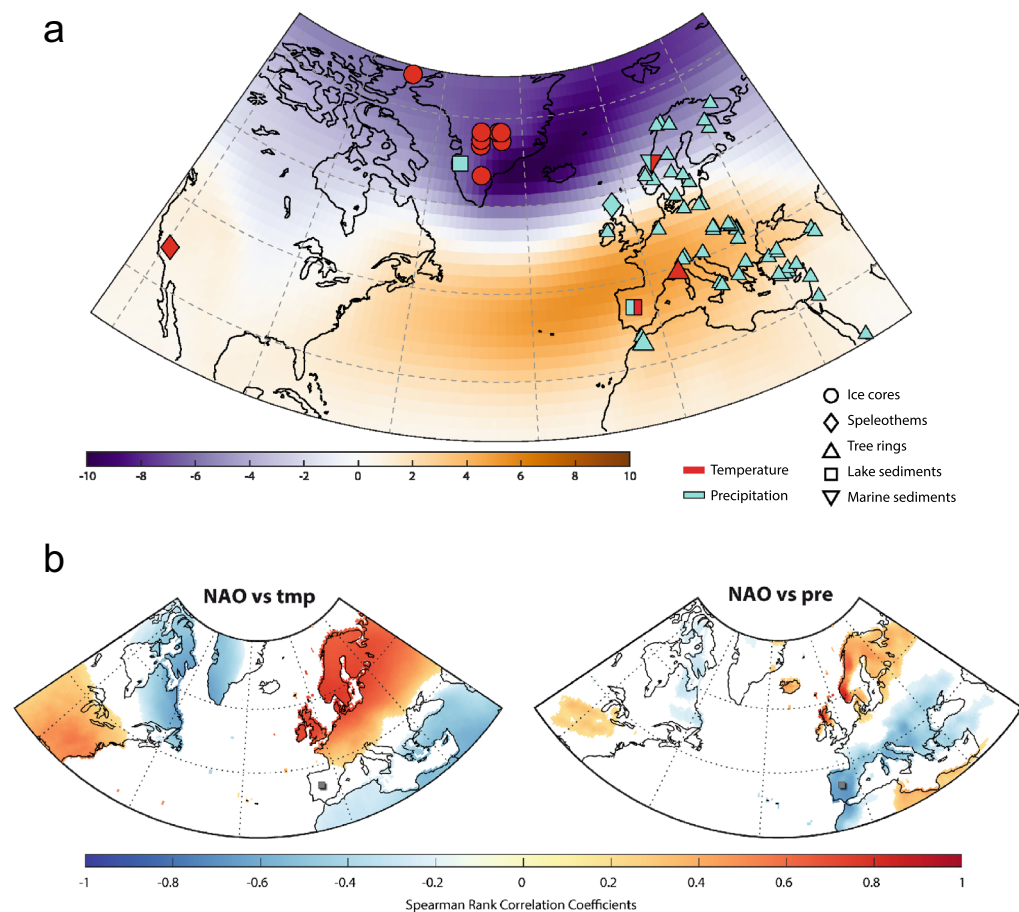 a
Ice cores
Speleothems
Tree rings
Lake sediments
Marine sediments
Temperature
Precipitation
-10 -8 -6 -4 -2 0 2 4 6 8 10
b
NAO vs tmp NAO vs pre
-1 -0.8 -0.6 -0.4 -0.2 0 0.2 0.4 0.6 0.8 1
Spearman Rank Correlation Coefficients